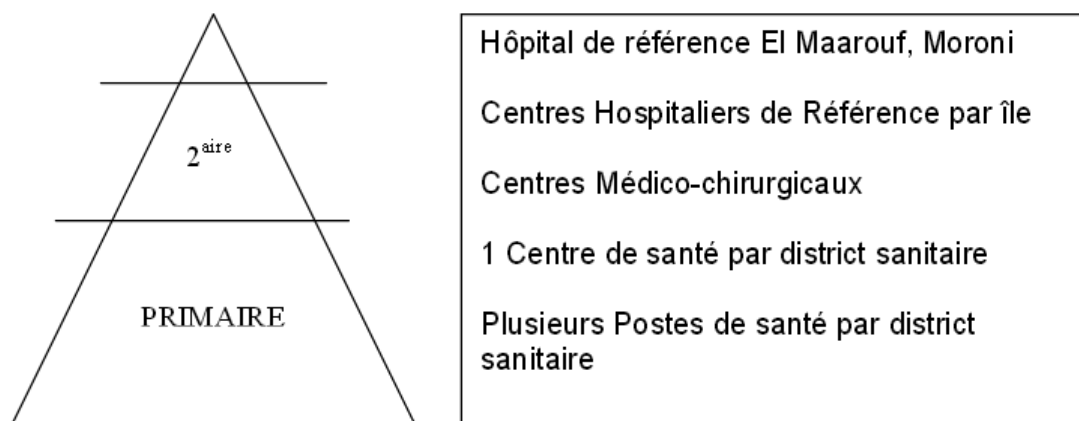 2aire
PRIMAIRE
Hôpital de référence El Maarouf, Moroni
Centres Hospitaliers de Référence par île
Centres Médico-chirurgicaux
1 Centre de santé par district sanitaire
Plusieurs Postes de santé par district
sanitaire